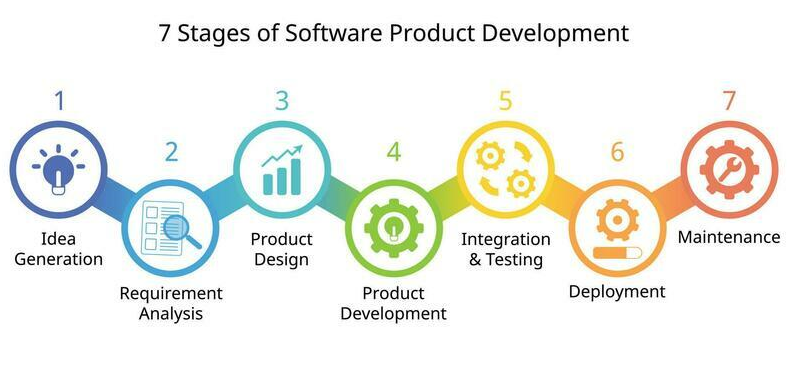 7 Stages of Software Product Development
1
Idea
Generation
2
Requirement
Analysis
3
Product
Design
4
Product
Development
5
Integration
& Testing
6
Deployment
7
Maintenance